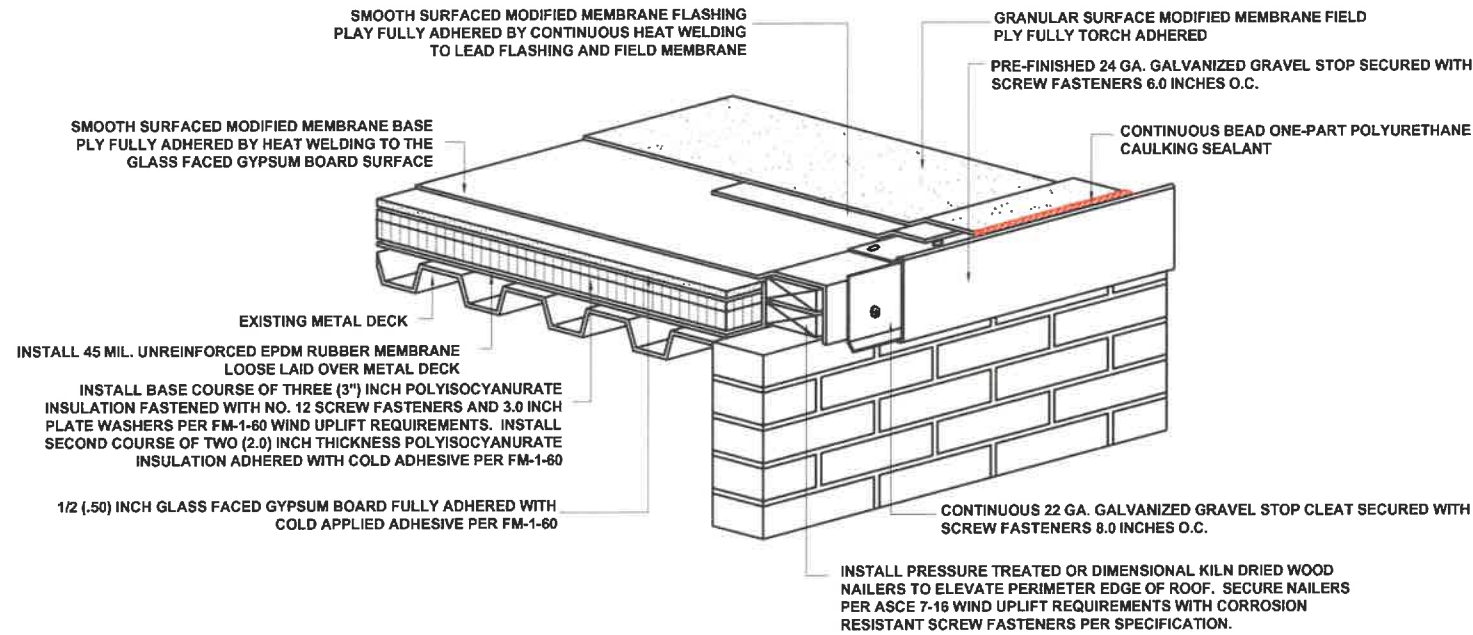 SMOOTH SURFACED MODIFIED MEMBRANE FLASHING
PLAY FULLY ADHERED BY CONTINUOUS HEAT WELDING
TO LEAD FLASHING AND FIELD MEMBRANE
GRANULAR SURFACE MODIFIED MEMBRANE FIELD
PLY FULLY TORCH ADHERED
PRE-FINISHED 24 GA. GALVANIZED GRAVEL STOP SECURED WITH
SCREW FASTENERS 6.0 INCHES O.C.
SMOOTH SURFACED MODIFIED MEMBRANE BASE
PLY FULLY ADHERED BY HEAT WELDING TO THE
GLASS FACED GYPSUM BOARD SURFACE
CONTINUOUS BEAD ONE-PART POLYURETHANE
CAULKING SEALANT
EXISTING METAL DECK
INSTALL 45 MIL. UNREINFORCED EPDM RUBBER MEMBRANE
LOOSE LAID OVER METAL DECK
INSTALL BASE COURSE OF THREE (3") INCH POLYISOCYANURATE
INSULATION FASTENED WITH NO. 12 SCREW FASTENERS AND 3.0 INCH
PLATE WASHERS PER FM-1-60 WIND UPLIFT REQUIREMENTS. INSTALL
SECOND COURSE OF TWO (2.0) INCH THICKNESS POLYISOCYANURATE
INSULATION ADHERED WITH COLD ADHESIVE PER FM-1-60
1/2 (.50) INCH GLASS FACED GYPSUM BOARD FULLY ADHERED WITH
COLD APPLIED ADHESIVE PER FM-1-60
CONTINUOUS 22 GA. GALVANIZED GRAVEL STOP CLEAT SECURED WITH
SCREW FASTENERS 8.0 INCHES O.C.
INSTALL PRESSURE TREATED OR DIMENSIONAL KILN DRIED WOOD
NAILERS TO ELEVATE PERIMETER EDGE OF ROOF. SECURE NAILERS
PER ASCE 7-16 WIND UPLIFT REQUIREMENTS WITH CORROSION
RESISTANT SCREW FASTENERS PER SPECIFICATION.